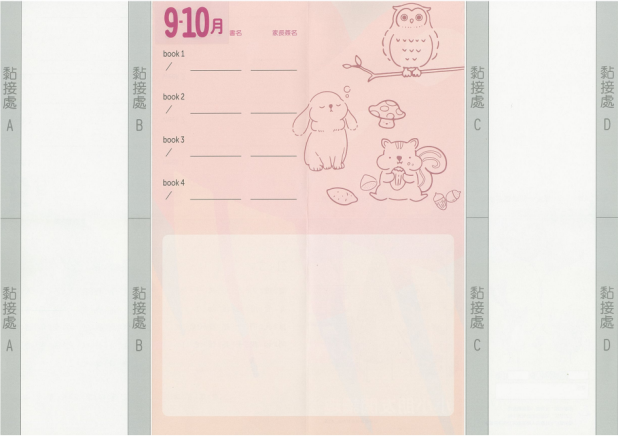 9-10月
書名
家長簽名
book 1
/
book 2
/
book 3
/
book 4
/
黏接處 A
黏接處 B
黏接處 C
黏接處 D
黏接處 A
黏接處 B
黏接處 C
黏接處 D